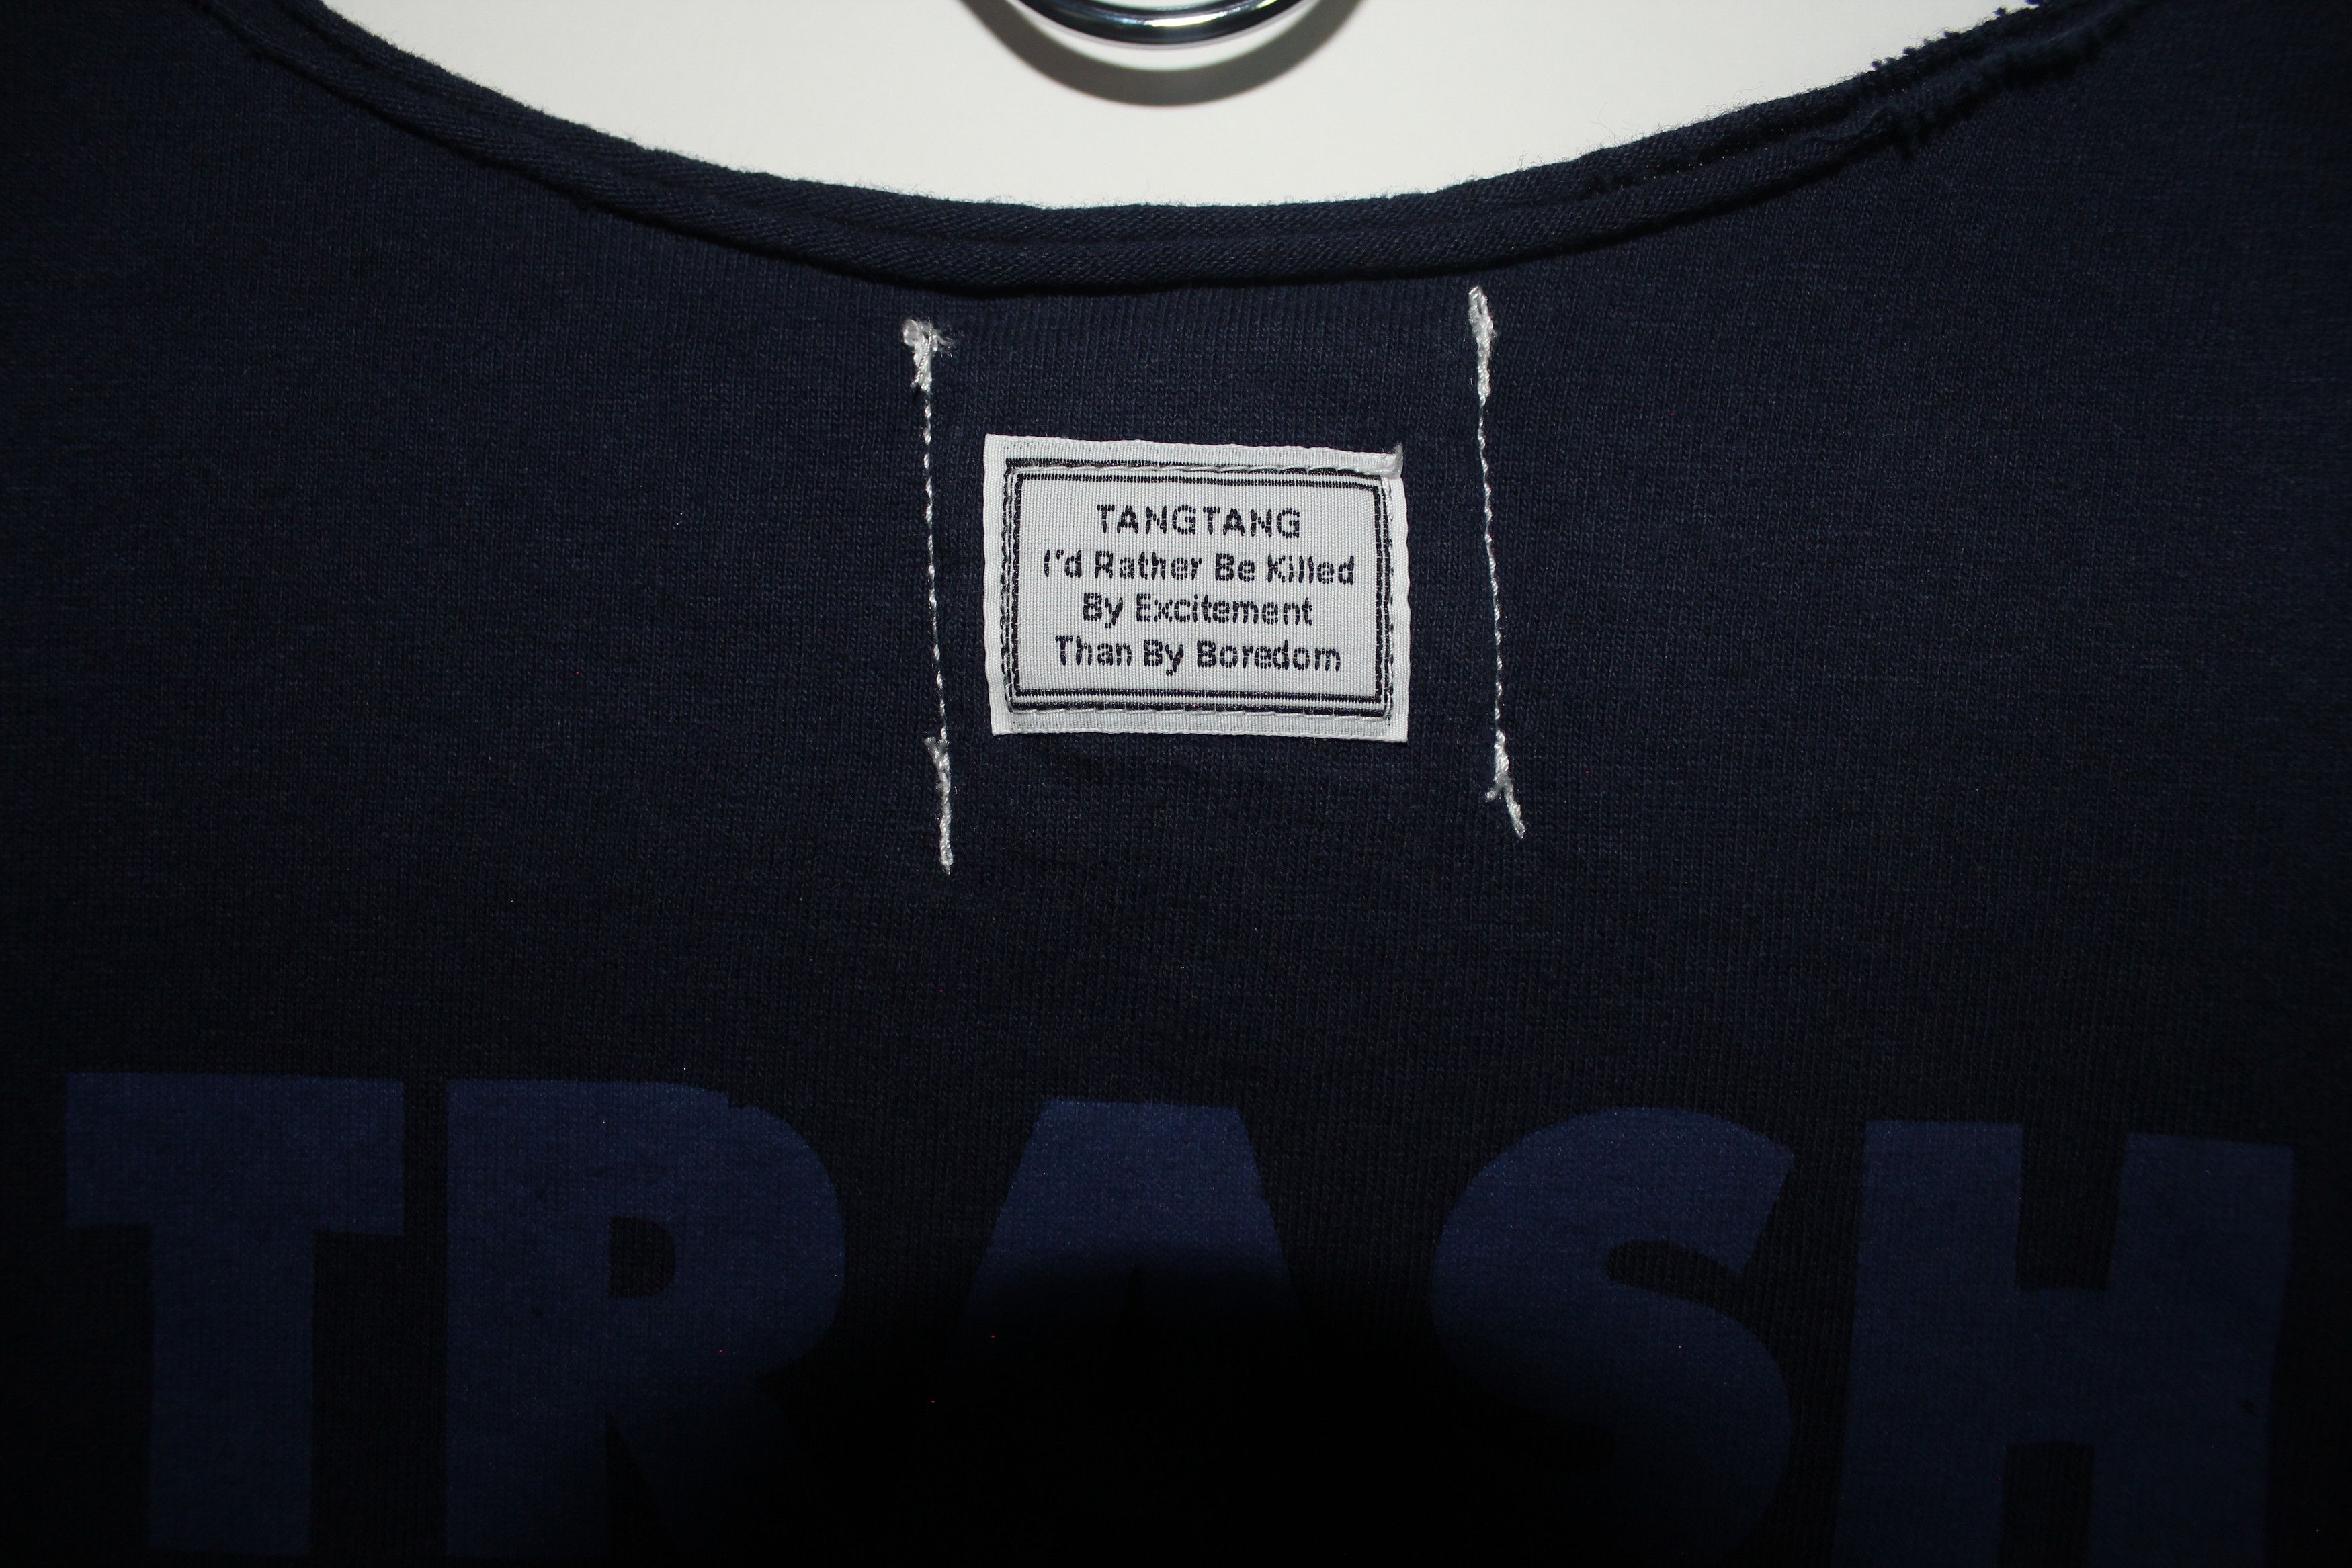 TANGTANG
I'd Rather Be Killed
By Excitement
Than By Boredom
TRASH